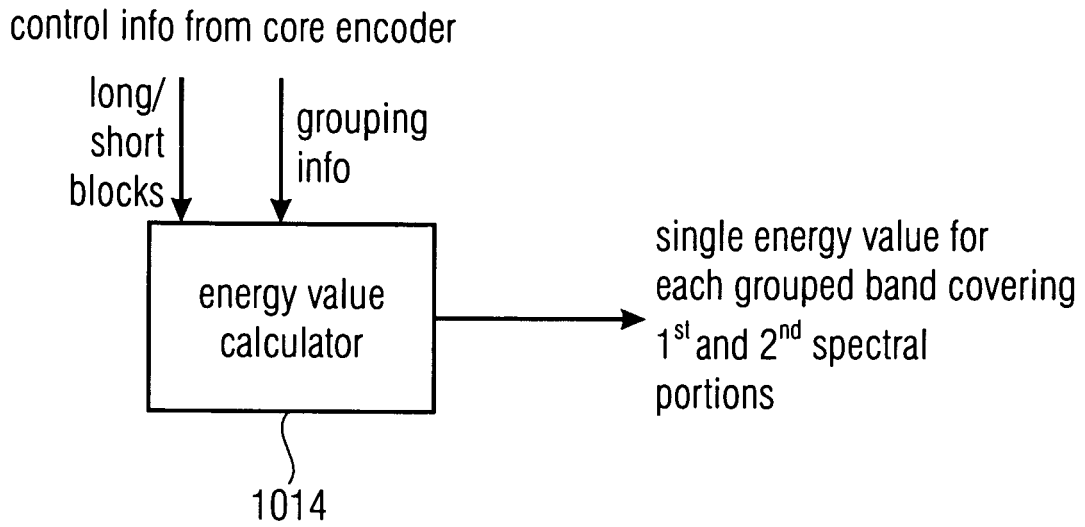 control info from core encoder
long/
short
blocks
grouping
info
energy value
calculator
single energy value for
each grouped band covering
1st and 2nd spectral
portions
1014